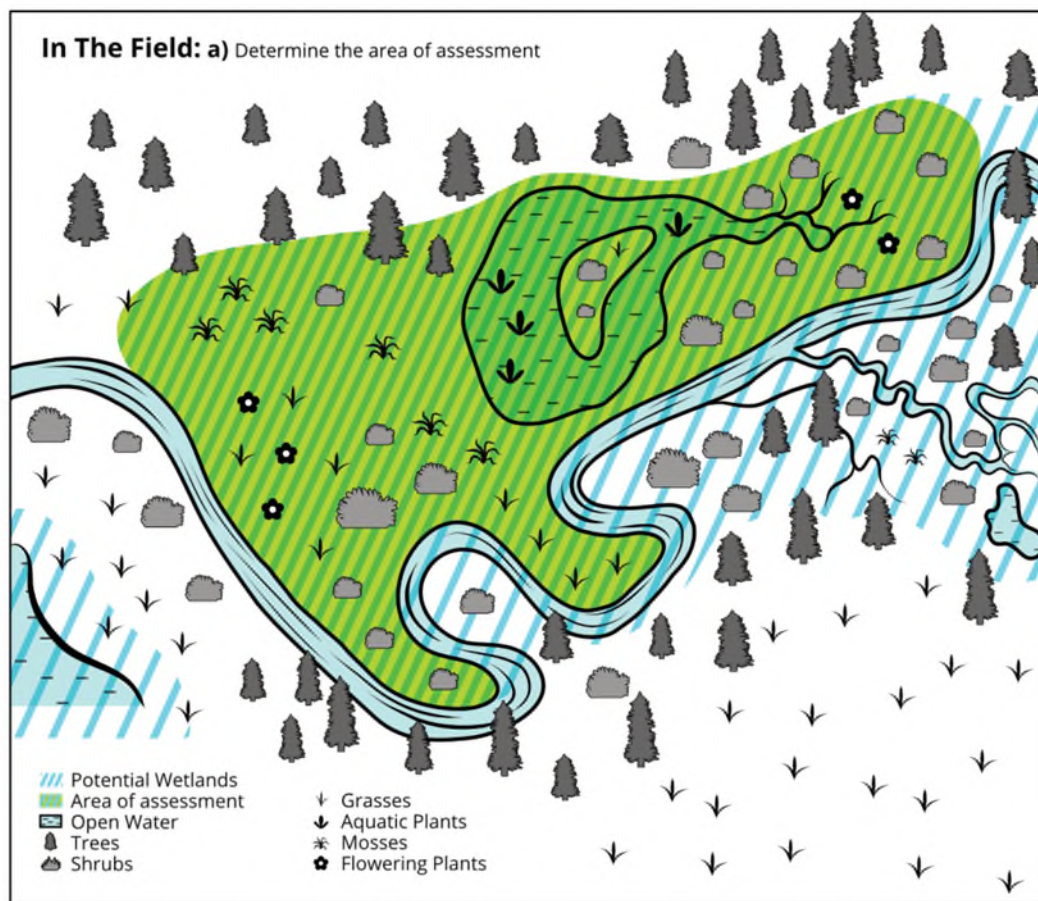 In The Field: a) Determine the area of assessment
Potential Wetlands
Area of assessment
Open Water
Trees
Shrubs
Grasses
Aquatic Plants
Mosses
Flowering Plants